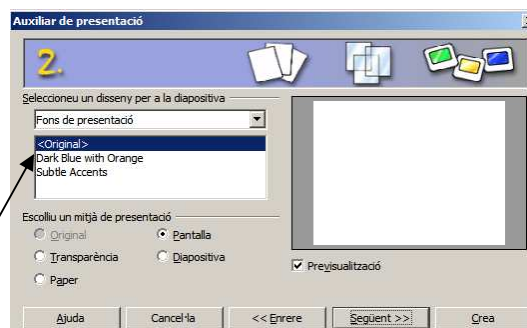 Auxiliar de presentació
2.
Seleccioneu un disseny per a la diapositiva
Fons de presentació
<Original>
Dark Blue with Orange
Subtle Accents
Escolliu un mitjà de presentació
Original
Pantalla
Transparència
Diapositiva
Paper
Previsualització
Ajuda
Cancel·la
<< Enrere
Següent >>
Crea